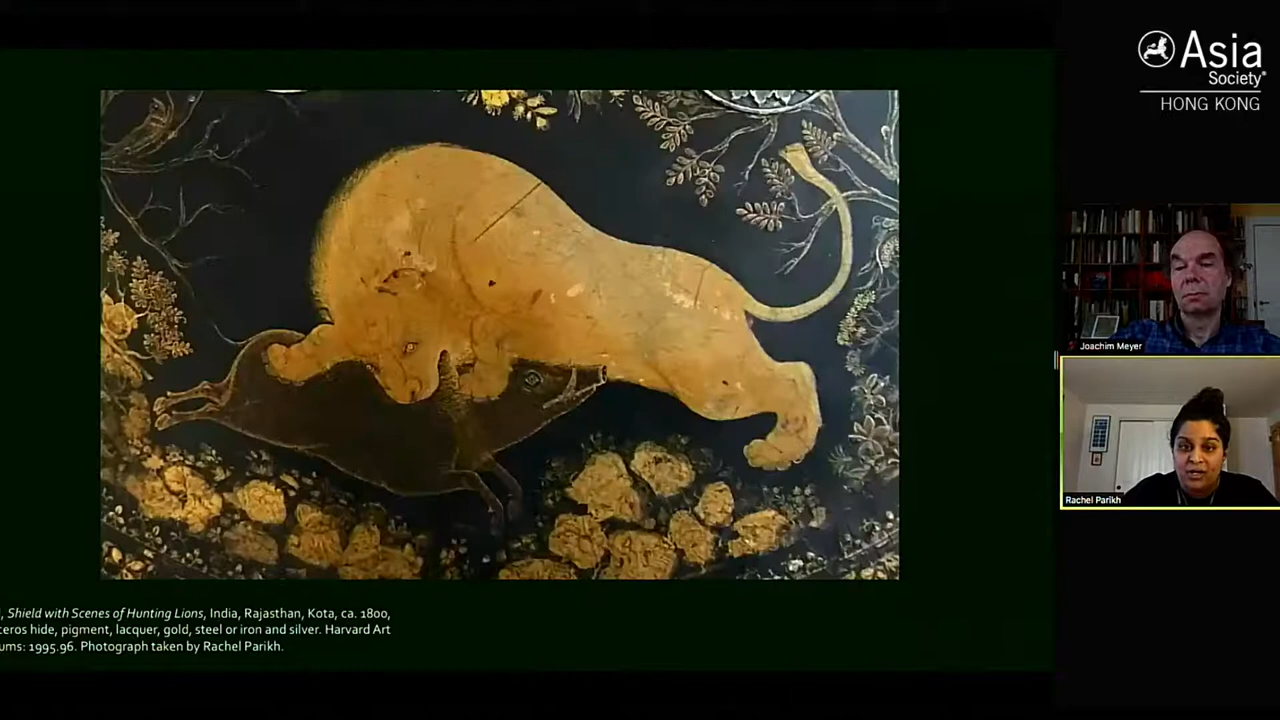 Asia
Society
HONG KONG
Joachim Meyer
Rachel Parikh
, Shield with Scenes of Hunting Lions, India, Rajasthan, Kota, ca. 1800,
ceros hide, pigment, lacquer, gold, steel or iron and silver. Harvard Art
ums: 1995.96. Photograph taken by Rachel Parikh.